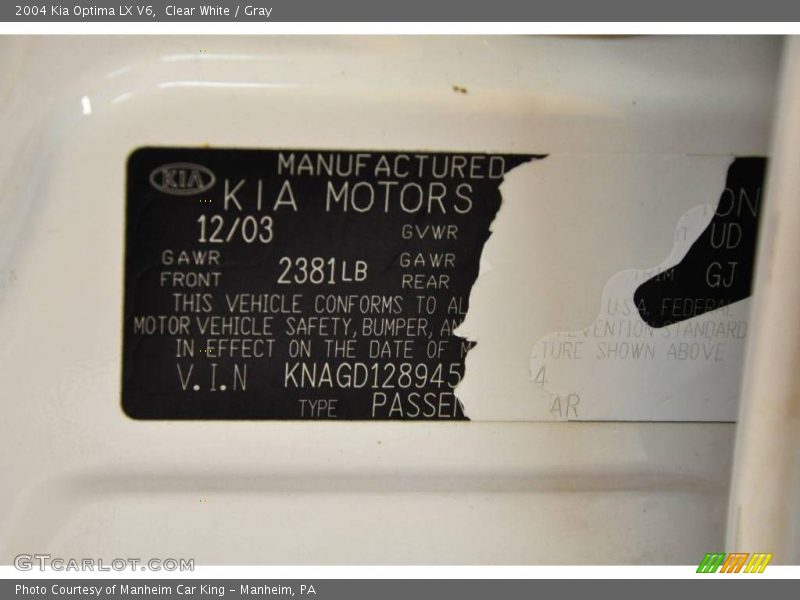 2004 Kia Optima LX V6,  Clear White / Gray
MANUFACTURED
KIA
KIA MOTORS
ON
12/03 GVWR
UD
GAWR FRONT 2381LB GAWR REAR
GJ
THIS VEHICLE CONFORMS TO AL U.S.A. FEDERAL
MOTOR VEHICLE SAFETY, BUMPER, AN VENTION STANDARD
IN EFFECT ON THE DATE OF M CTURE SHOWN ABOVE
V.I.N KNAGD128945 4
TYPE PASSEN AR
GTCARLOT.COM
Photo Courtesy of Manheim Car King - Manheim, PA